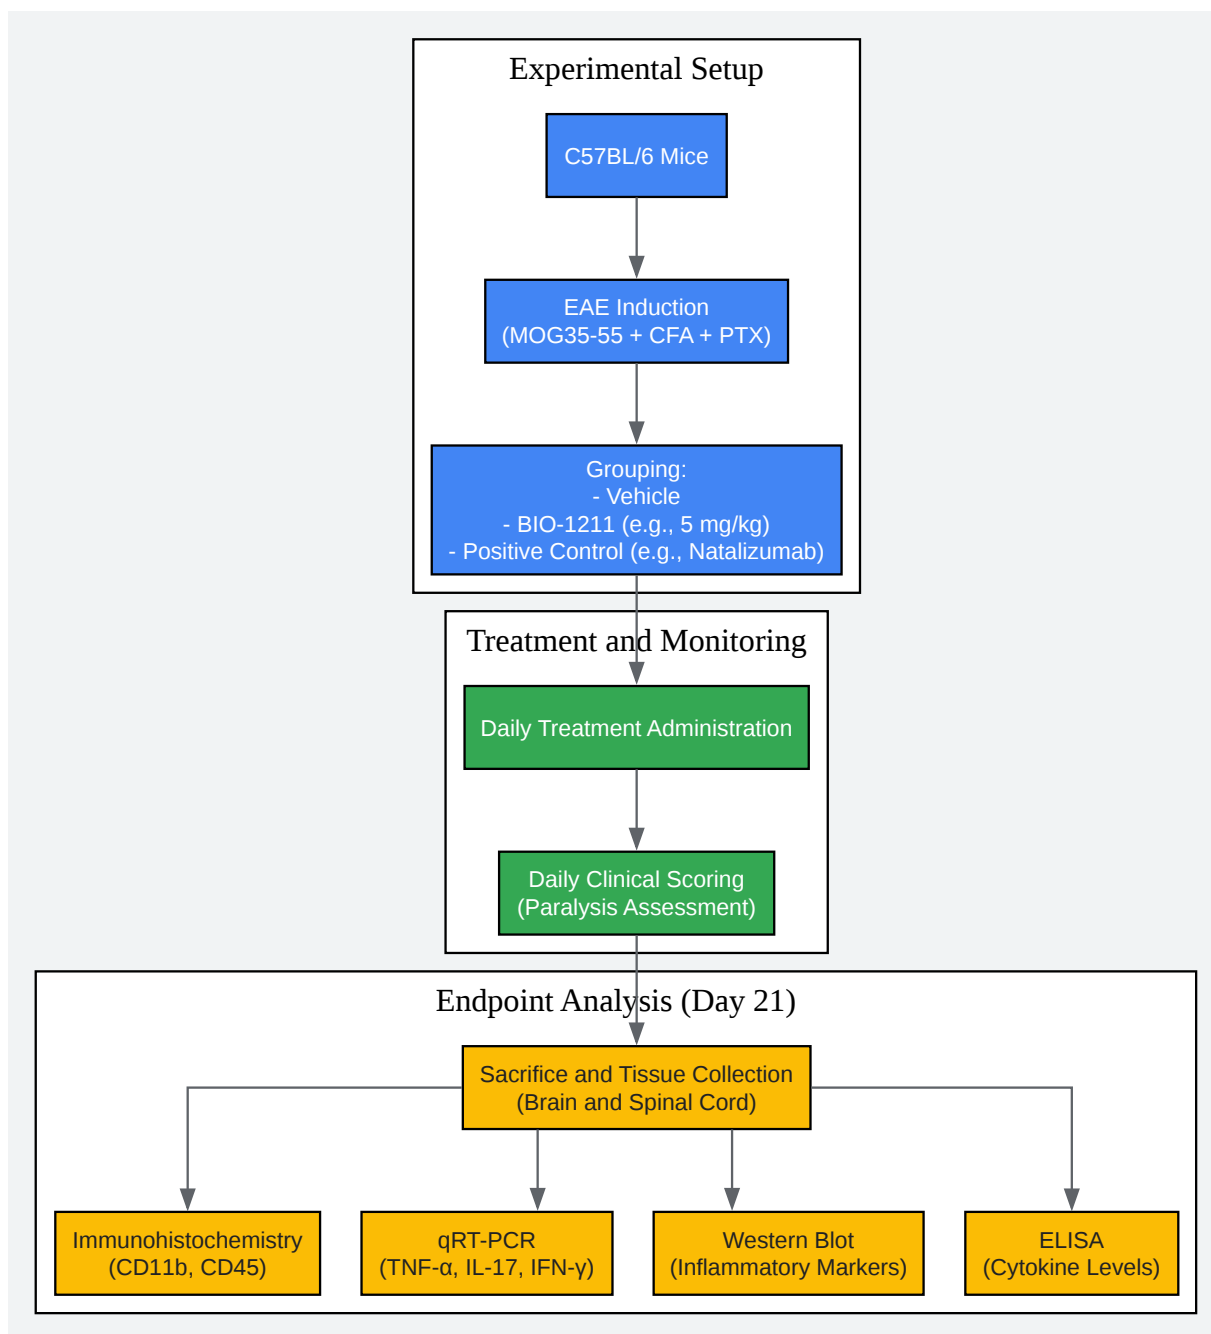 Experimental Setup
C57BL/6 Mice
EAE Induction
(MOG35-55 + CFA + PTX)
Grouping:
- Vehicle
- BIO-1211 (e.g., 5 mg/kg)
- Positive Control (e.g., Natalizumab)
Treatment and Monitoring
Daily Treatment Administration
Daily Clinical Scoring
(Paralysis Assessment)
Endpoint Analysis (Day 21)
Sacrifice and Tissue Collection
(Brain and Spinal Cord)
Immunohistochemistry
(CD11b, CD45)
qRT-PCR
(TNF-α, IL-17, IFN-γ)
Western Blot
(Inflammatory Markers)
ELISA
(Cytokine Levels)